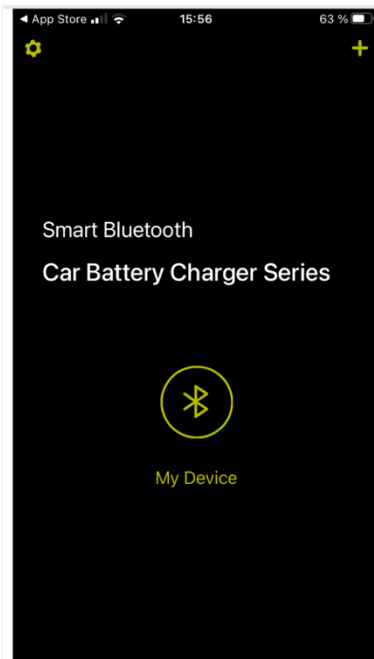 ◀ App Store 15:56 63 %
Smart Bluetooth
Car Battery Charger Series
My Device